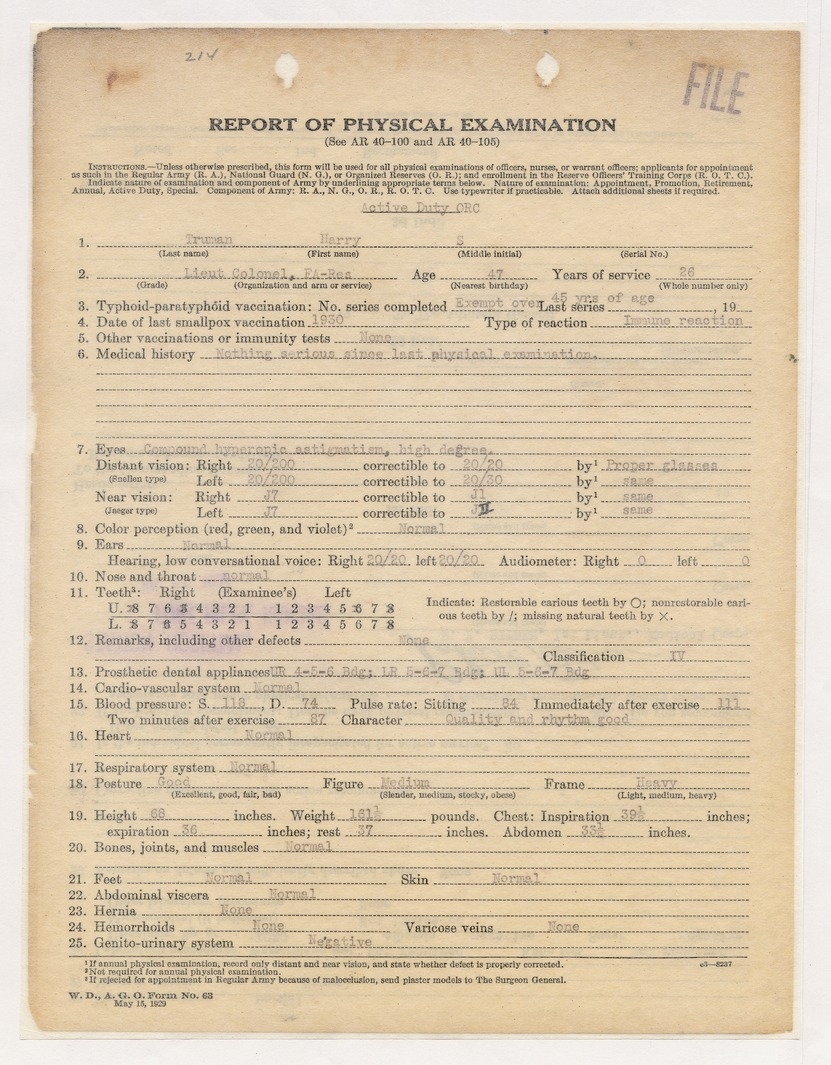 214
FILE
REPORT OF PHYSICAL EXAMINATION
(See AR 40-100 and AR 40-105)
INSTRUCTIONS.—Unless otherwise prescribed, this form will be used for all physical examinations of officers, nurses, or warrant officers; applicants for appointment
as such in the Regular Army (R. A.), National Guard (N. G.), or Organized Reserves (O. R.); and enrollment in the Reserve Officers' Training Corps (R. O. T. C.).
Indicate nature of examination and component of Army by underlining appropriate terms below. Nature of examination: Appointment, Promotion, Retirement,
Annual, Active Duty, Special. Component of Army: R. A., N. G., O. R., R. O. T. C. Use typewriter if practicable. Attach additional sheets if required.
Active Duty ORC
1. Truman Harry S
(Last name) (First name) (Middle initial) (Serial No.)
2. Lieut Colonel, FA-Res Age 47 Years of service 26
(Grade) (Organization and arm or service) (Nearest birthday) (Whole number only)
3. Typhoid-paratyphoid vaccination: No. series completed Exempt over 45 yrs of age Last series , 19
4. Date of last smallpox vaccination 1930 Type of reaction Immune reaction
5. Other vaccinations or immunity tests None
6. Medical history Nothing serious since last physical examination.
7. Eyes Compound hyperopic astigmatism, high degree.
Distant vision: Right 20/200 correctible to 20/20 by¹ Proper glasses
(Snellen type) Left 20/200 correctible to 20/30 by¹ same
Near vision: Right J7 correctible to J1 by¹ same
(Jaeger type) Left J7 correctible to JII by¹ same
8. Color perception (red, green, and violet)² Normal
9. Ears Normal
Hearing, low conversational voice: Right 20/20 left 20/20 Audiometer: Right 0 left 0
10. Nose and throat normal
11. Teeth³: Right (Examinee's) Left
Indicate: Restorable carious teeth by ○; nonrestorable cari-
ous teeth by /; missing natural teeth by ×.
U. 8 7 6 5 4 3 2 1 1 2 3 4 5 6 7 8
L. 8 7 6 5 4 3 2 1 1 2 3 4 5 6 7 8
12. Remarks, including other defects None
Classification IV
13. Prosthetic dental appliances UR 4-5-6 Bdg; LR 5-6-7 Bdg; UL 5-6-7 Bdg
14. Cardio-vascular system Normal
15. Blood pressure: S. 118, D. 74 Pulse rate: Sitting 84 Immediately after exercise 111
Two minutes after exercise 87 Character Quality and rhythm good
16. Heart Normal
17. Respiratory system Normal
18. Posture Good Figure Medium Frame Heavy
(Excellent, good, fair, bad) (Slender, medium, stocky, obese) (Light, medium, heavy)
19. Height 68 inches. Weight 161½ pounds. Chest: Inspiration 39½ inches;
expiration 36 inches; rest 37 inches. Abdomen 33½ inches.
20. Bones, joints, and muscles Normal
21. Feet Normal Skin Normal
22. Abdominal viscera Normal
23. Hernia None
24. Hemorrhoids None Varicose veins None
25. Genito-urinary system Negative
¹ If annual physical examination, record only distant and near vision, and state whether defect is properly corrected. c3—8237
² Not required for annual physical examination.
³ If rejected for appointment in Regular Army because of malocclusion, send plaster models to The Surgeon General.
W. D., A. G. O. Form No. 63
May 15, 1929